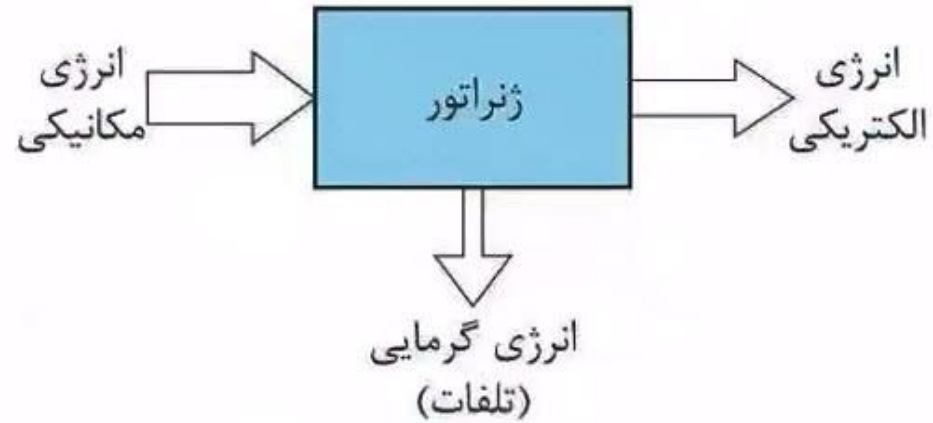 انرژی
مکانیکی
ژنراتور
انرژی
الکتریکی
انرژی گرمایی
(تلفات)